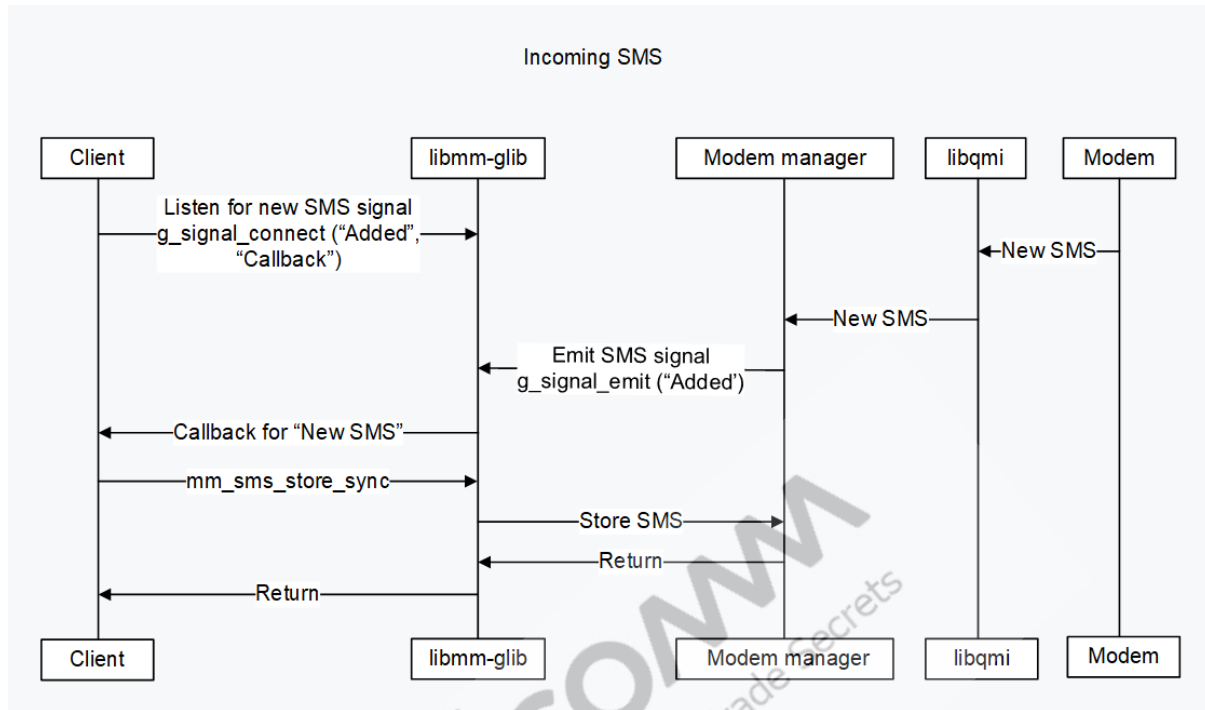 Incoming SMS
Client
libmm-glib
Modem manager
libqmi
Modem
Listen for new SMS signal
g_signal_connect (“Added”,
“Callback”)
New SMS
New SMS
Emit SMS signal
g_signal_emit (“Added’)
Callback for “New SMS”
mm_sms_store_sync
Store SMS
Return
Return
Client
libmm-glib
Modem manager
libqmi
Modem
COMM
Secrets